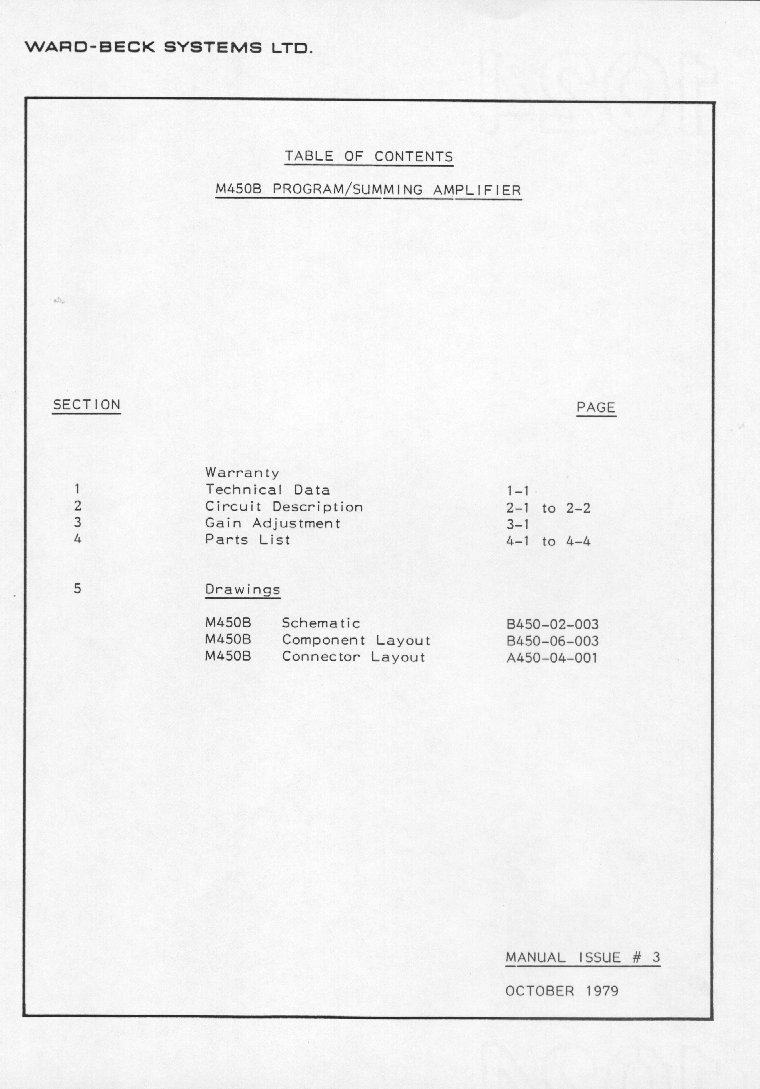 WARD-BECK SYSTEMS LTD.
TABLE OF CONTENTS
M450B PROGRAM/SUMMING AMPLIFIER
SECTION PAGE
Warranty
1 Technical Data 1-1
2 Circuit Description 2-1 to 2-2
3 Gain Adjustment 3-1
4 Parts List 4-1 to 4-4
5 Drawings
M450B Schematic B450-02-003
M450B Component Layout B450-06-003
M450B Connector Layout A450-04-001
MANUAL ISSUE # 3
OCTOBER 1979